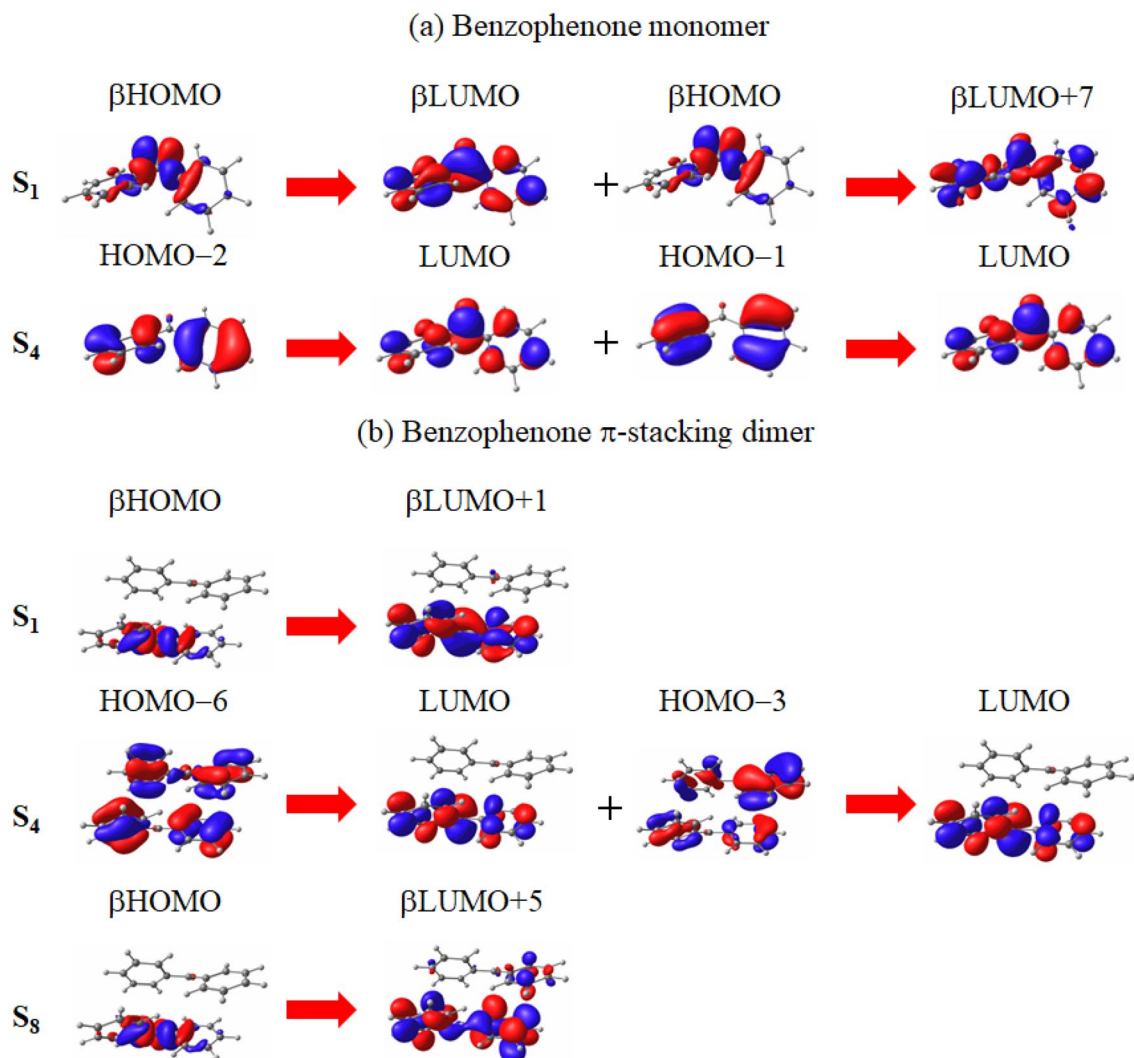 (a) Benzophenone monomer
βHOMO βLUMO βHOMO βLUMO+7
S1 +
HOMO−2 LUMO HOMO−1 LUMO
S4 +
(b) Benzophenone π-stacking dimer
βHOMO βLUMO+1
S1
HOMO−6 LUMO HOMO−3 LUMO
S4 +
βHOMO βLUMO+5
S8